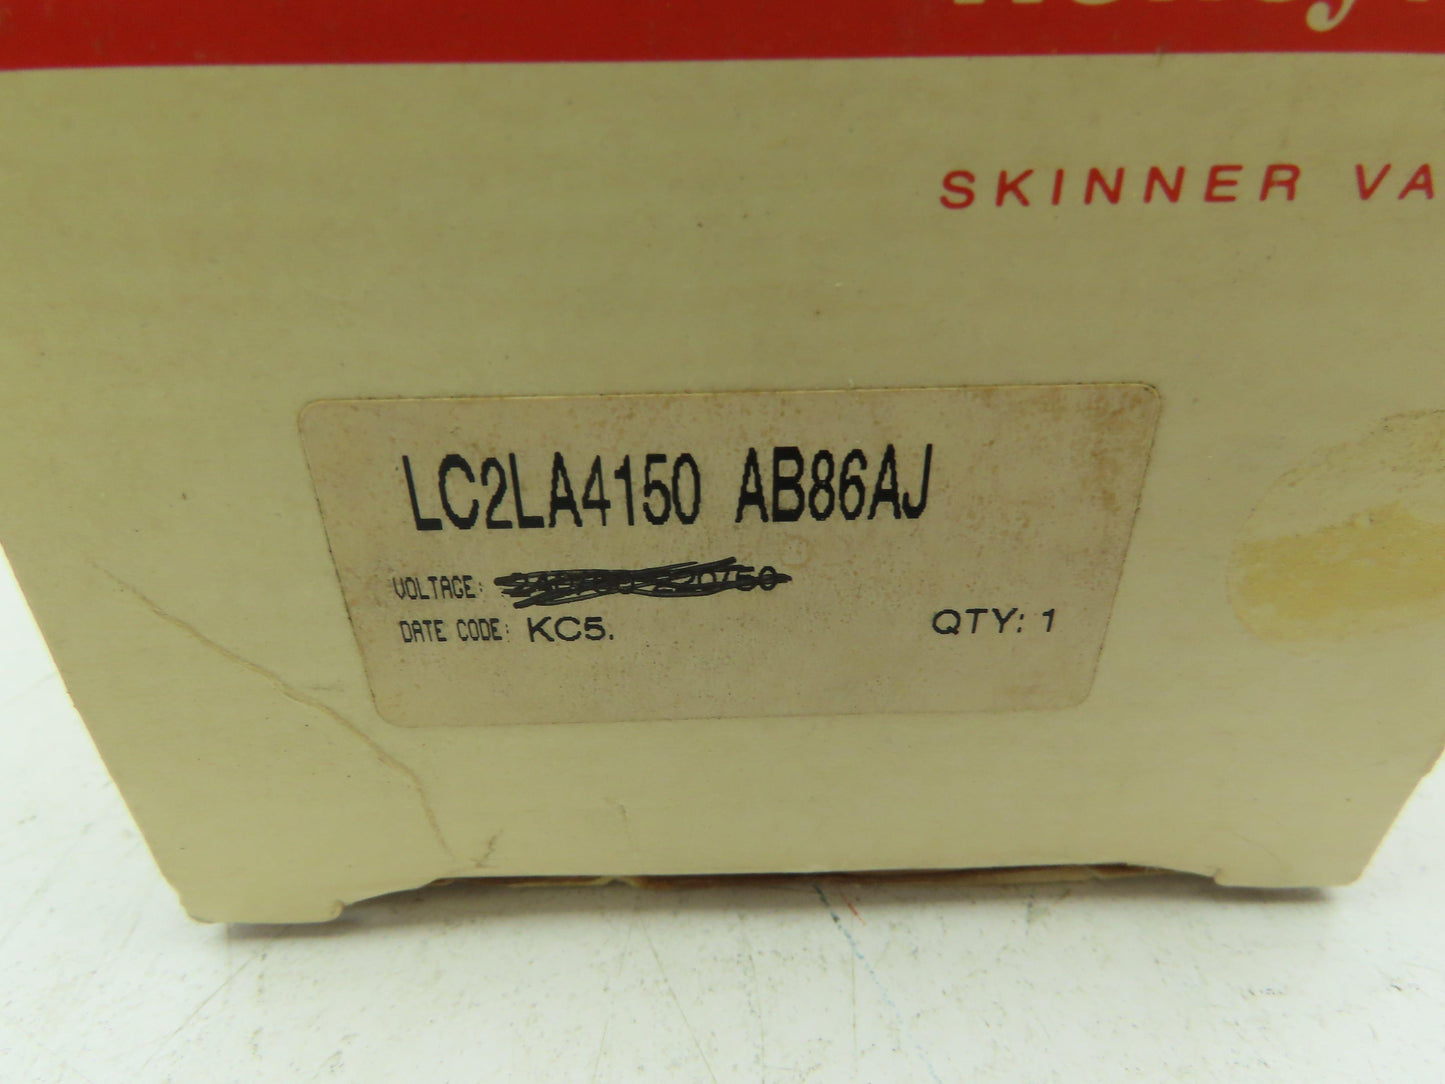 SKINNER VA
LC2LA4150 AB86AJ
VOLTAGE:
DATE CODE: KC5.
QTY: 1